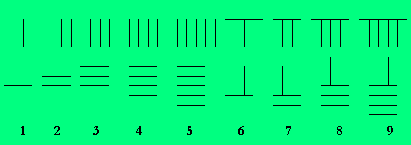 𝍠 𝍡 𝍢 𝍣 𝍤 𝍥 𝍦 𝍧 𝍨
𝍩 𝍪 𝍫 𝍬 𝍭 𝍮 𝍯 𝍰 𝍱
1 2 3 4 5 6 7 8 9